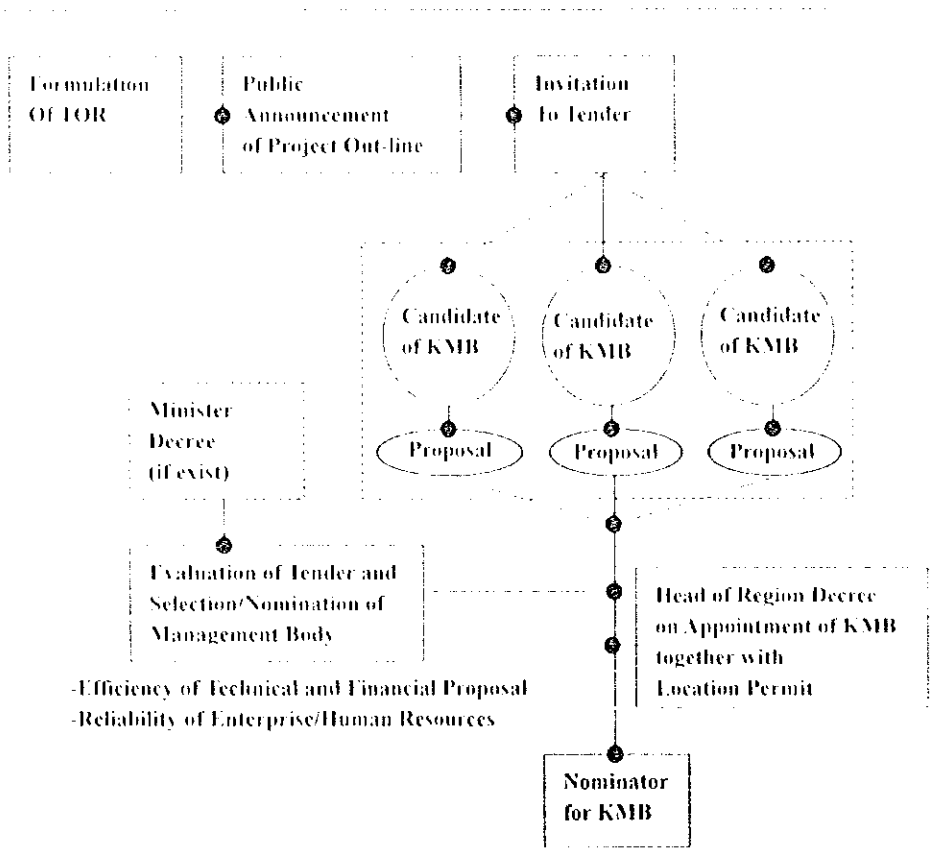 Formulation
Of TOR
Public
Announcement
of Project Out-line
Invitation
To Tender
Candidate
of KMB
Candidate
of KMB
Candidate
of KMB
Proposal
Proposal
Proposal
Minister
Decree
(if exist)
Evaluation of Tender and
Selection/Nomination of
Management Body
-Efficiency of Technical and Financial Proposal
-Reliability of Enterprise/Human Resources
Head of Region Decree
on Appointment of KMB
together with
Location Permit
Nominator
for KMB